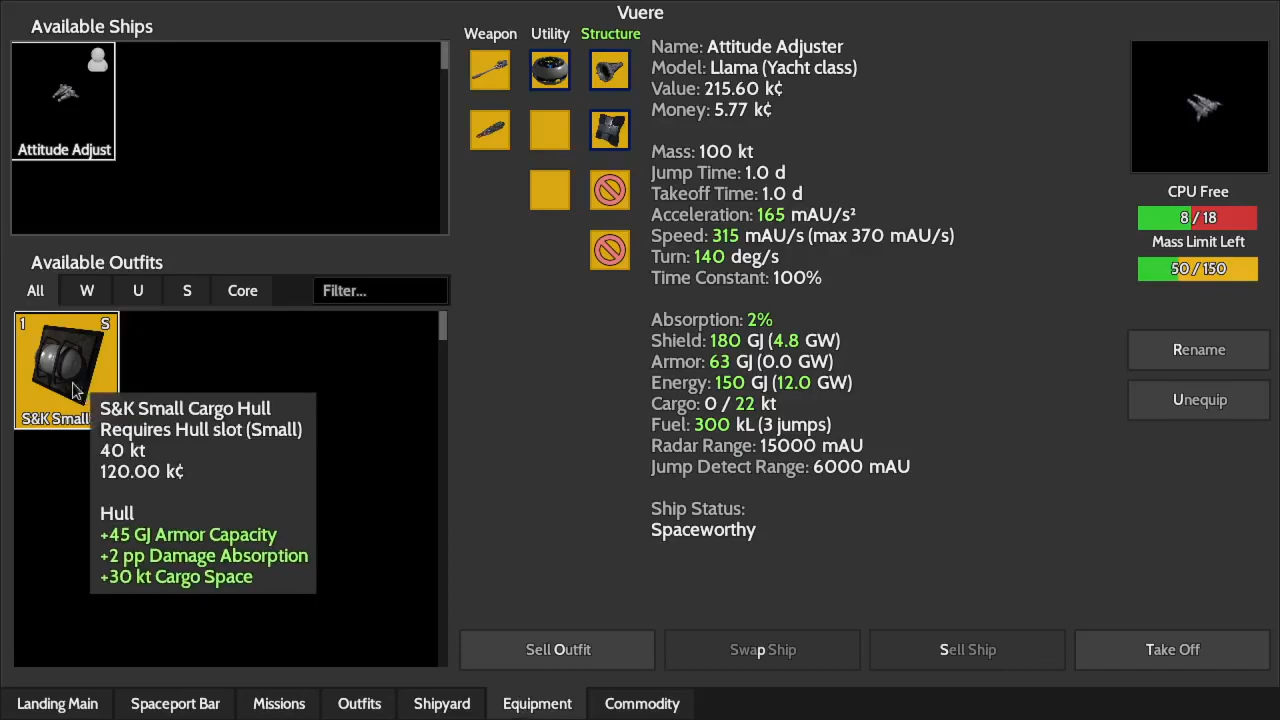 Vuere
Available Ships
Attitude Adjust
Available Outfits
All
W
U
S
Core
Filter...
1
S
S&K Small
S&K Small Cargo Hull
Requires Hull slot (Small)
40 kt
120.00 k¢
Hull
+45 GJ Armor Capacity
+2 pp Damage Absorption
+30 kt Cargo Space
Weapon
Utility
Structure
Name: Attitude Adjuster
Model: Llama (Yacht class)
Value: 215.60 k¢
Money: 5.77 k¢
Mass: 100 kt
Jump Time: 1.0 d
Takeoff Time: 1.0 d
Acceleration: 165 mAU/s²
Speed: 315 mAU/s (max 370 mAU/s)
Turn: 140 deg/s
Time Constant: 100%
Absorption: 2%
Shield: 180 GJ (4.8 GW)
Armor: 63 GJ (0.0 GW)
Energy: 150 GJ (12.0 GW)
Cargo: 0 / 22 kt
Fuel: 300 kL (3 jumps)
Radar Range: 15000 mAU
Jump Detect Range: 6000 mAU
Ship Status:
Spaceworthy
CPU Free
8 / 18
Mass Limit Left
50 / 150
Rename
Unequip
Sell Outfit
Swap Ship
Sell Ship
Take Off
Landing Main
Spaceport Bar
Missions
Outfits
Shipyard
Equipment
Commodity